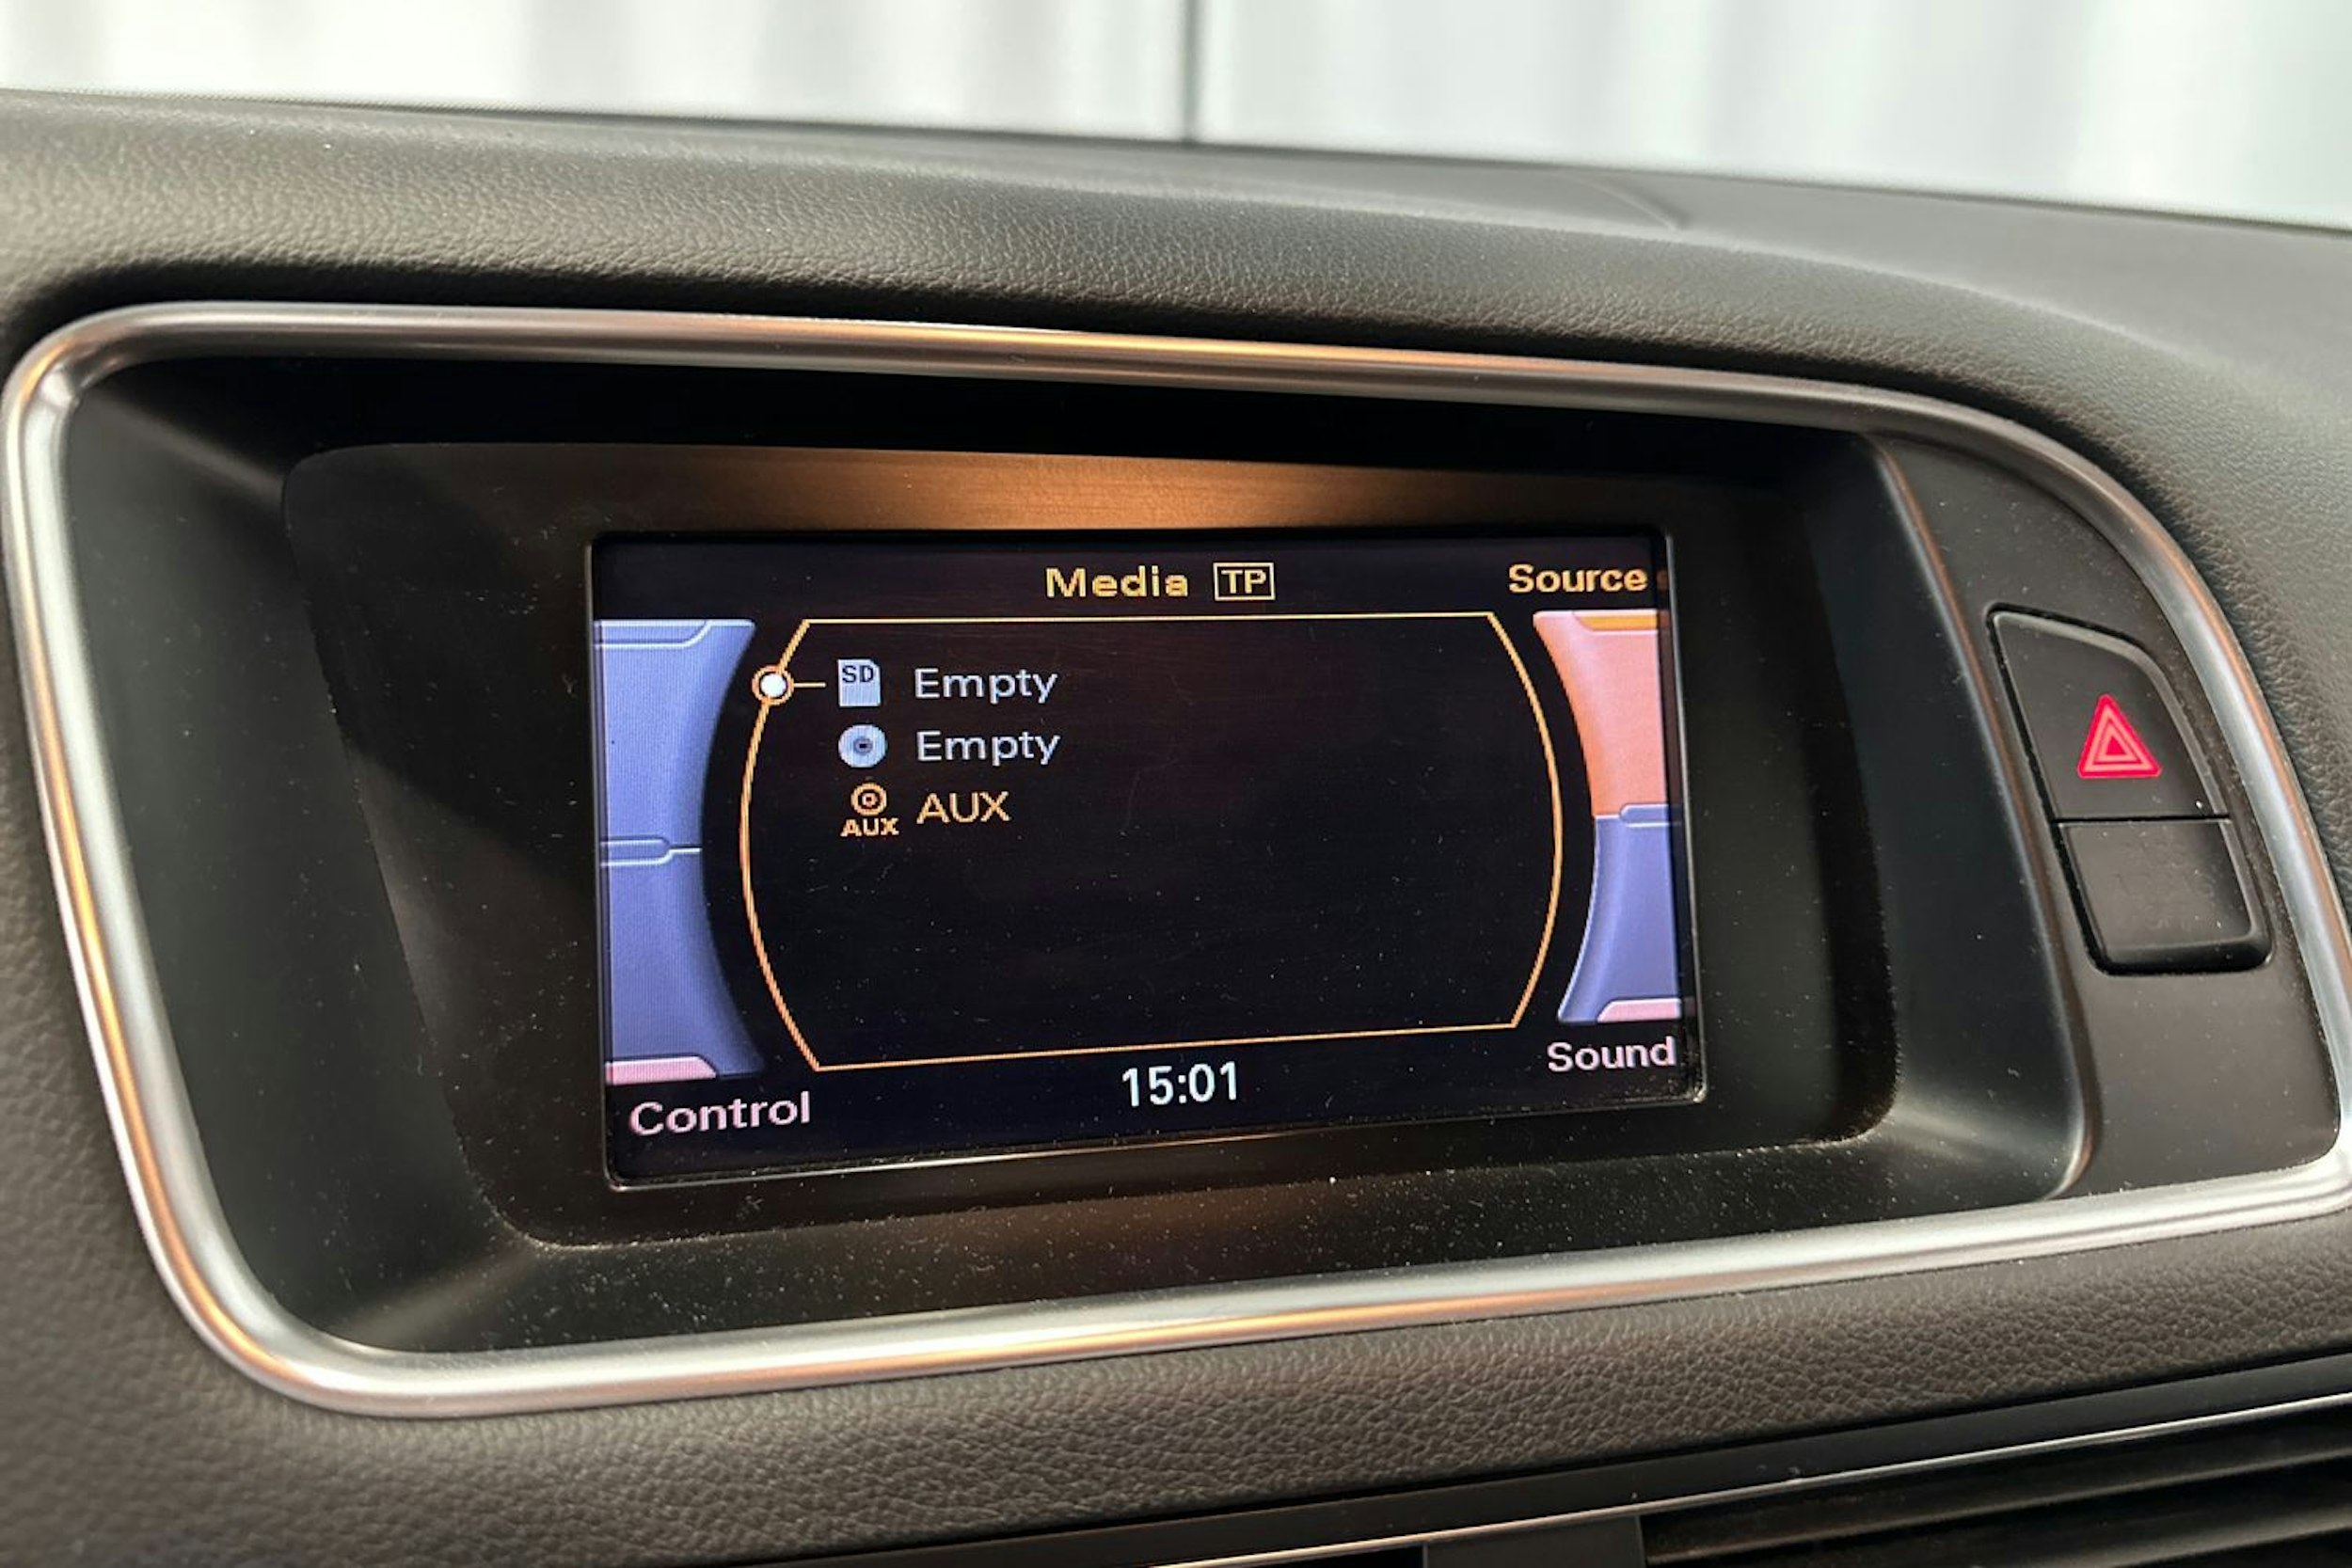 Media TP
Source
SD Empty
Empty
AUX AUX
15:01
Sound
Control